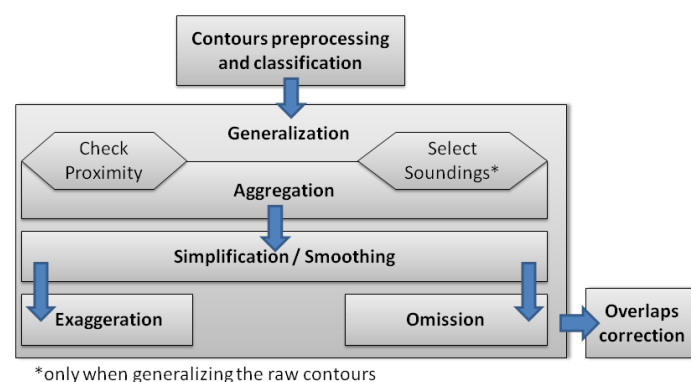 Contours preprocessing
and classification
Generalization
Check
Proximity
Select
Soundings*
Aggregation
Simplification / Smoothing
Exaggeration
Omission
Overlaps
correction
*only when generalizing the raw contours